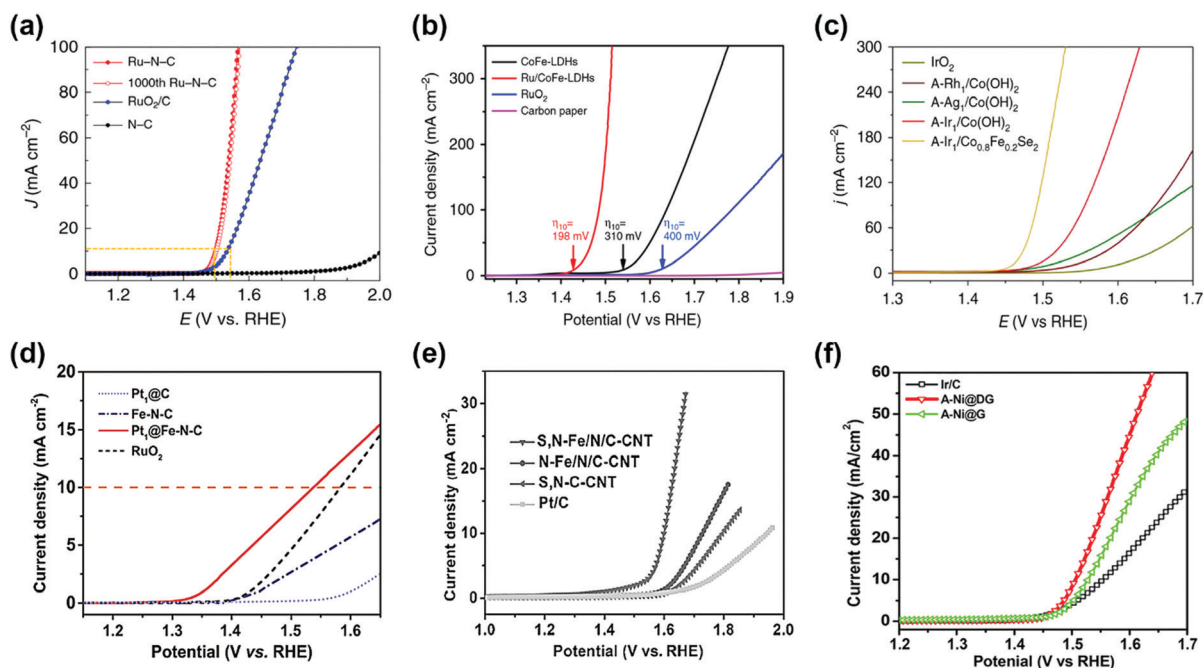 (a)
J (mA cm⁻²)
100
80
60
40
20
0
Ru–N–C
1000th Ru–N–C
RuO₂/C
N–C
1.2 1.4 1.6 1.8 2.0
E (V vs. RHE)
(b)
Current density (mA cm⁻²)
300
200
100
0
CoFe-LDHs
Ru/CoFe-LDHs
RuO₂
Carbon paper
η₁₀= η₁₀= η₁₀=
198 mV 310 mV 400 mV
1.3 1.4 1.5 1.6 1.7 1.8 1.9
Potential (V vs RHE)
(c)
j (mA cm⁻²)
300
240
180
120
60
0
IrO₂
A-Rh₁/Co(OH)₂
A-Ag₁/Co(OH)₂
A-Ir₁/Co(OH)₂
A-Ir₁/Co₀.₈Fe₀.₂Se₂
1.3 1.4 1.5 1.6 1.7
E (V vs RHE)
(d)
Current density (mA cm⁻²)
20
15
10
5
0
Pt₁@C
Fe-N-C
Pt₁@Fe-N-C
RuO₂
1.2 1.3 1.4 1.5 1.6
Potential (V vs. RHE)
(e)
Current density (mA cm⁻²)
30
20
10
0
S,N-Fe/N/C-CNT
N-Fe/N/C-CNT
S,N-C-CNT
Pt/C
1.0 1.2 1.4 1.6 1.8 2.0
Potential (V vs RHE)
(f)
Current density (mA/cm²)
60
50
40
30
20
10
0
Ir/C
A-Ni@DG
A-Ni@G
1.2 1.3 1.4 1.5 1.6 1.7
Potential (V vs RHE)